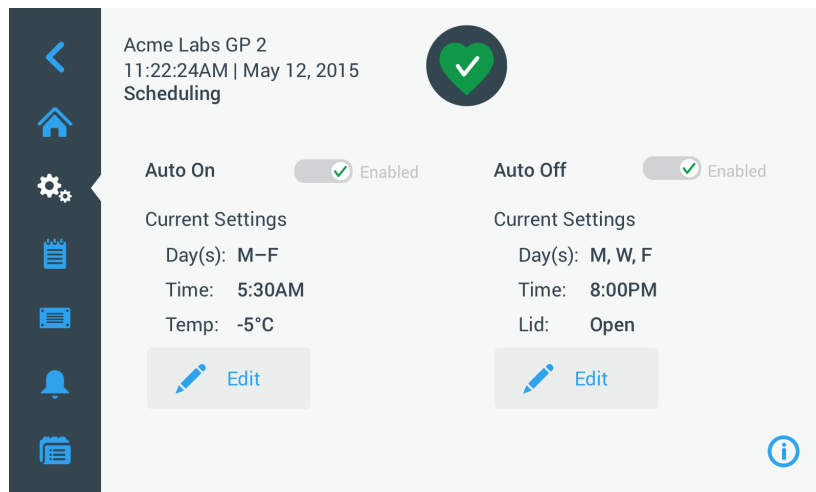 Acme Labs GP 2
11:22:24AM | May 12, 2015
Scheduling
Auto On Enabled
Current Settings
Day(s): M–F
Time: 5:30AM
Temp: -5°C
Edit
Auto Off Enabled
Current Settings
Day(s): M, W, F
Time: 8:00PM
Lid: Open
Edit